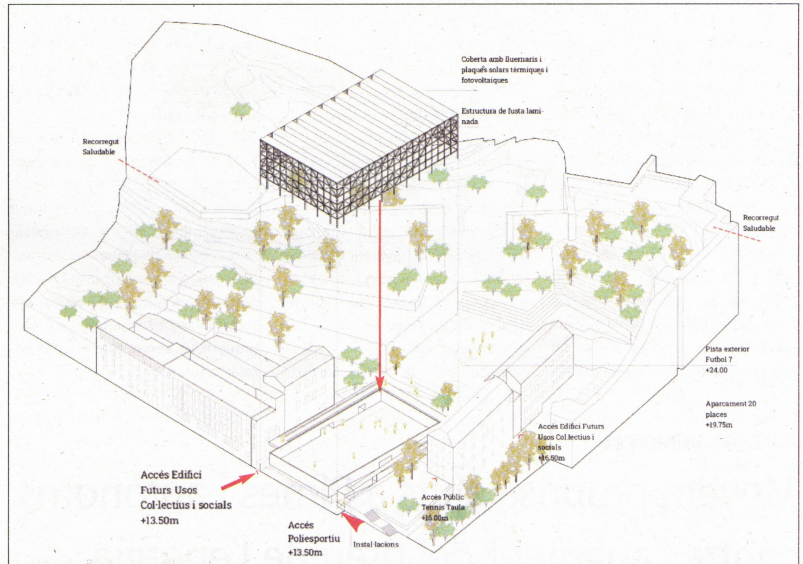 Coberta amb lluernaris i
plaques solars tèrmiques i
fotovoltaiques
Estructura de fusta lami-
nada
Recorregut
Saludable
Recorregut
Saludable
Pista exterior
Futbol 7
+24.00
Aparcament 20
places
+19.75m
Accés Edifici Futurs
Usos Col.lectius i
socials
+16.50m
Accés Edifici
Futurs Usos
Col·lectius i socials
+13.50m
Accés Públic
Tennis Taula
+16.00m
Accés
Poliesportiu
+13.50m
Instal·lacions